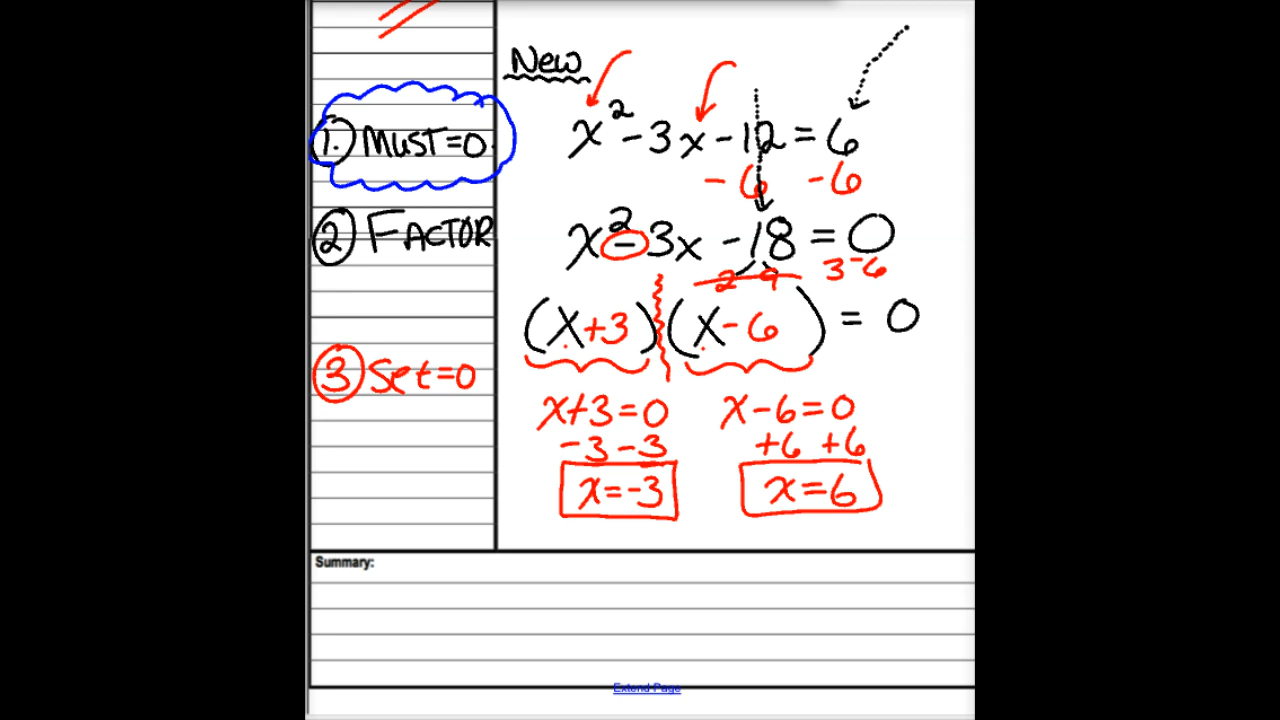 New
x² - 3x - 12 = 6
1. MUST=0.
- 6 - 6
2 FACTOR
x² - 3x - 18 = 0
2 9 3 -6
(x + 3)(x - 6) = 0
3 Set=0
x+3=0 x-6=0
-3 -3 +6 +6
x=-3 x=6
Summary:
Extend Page